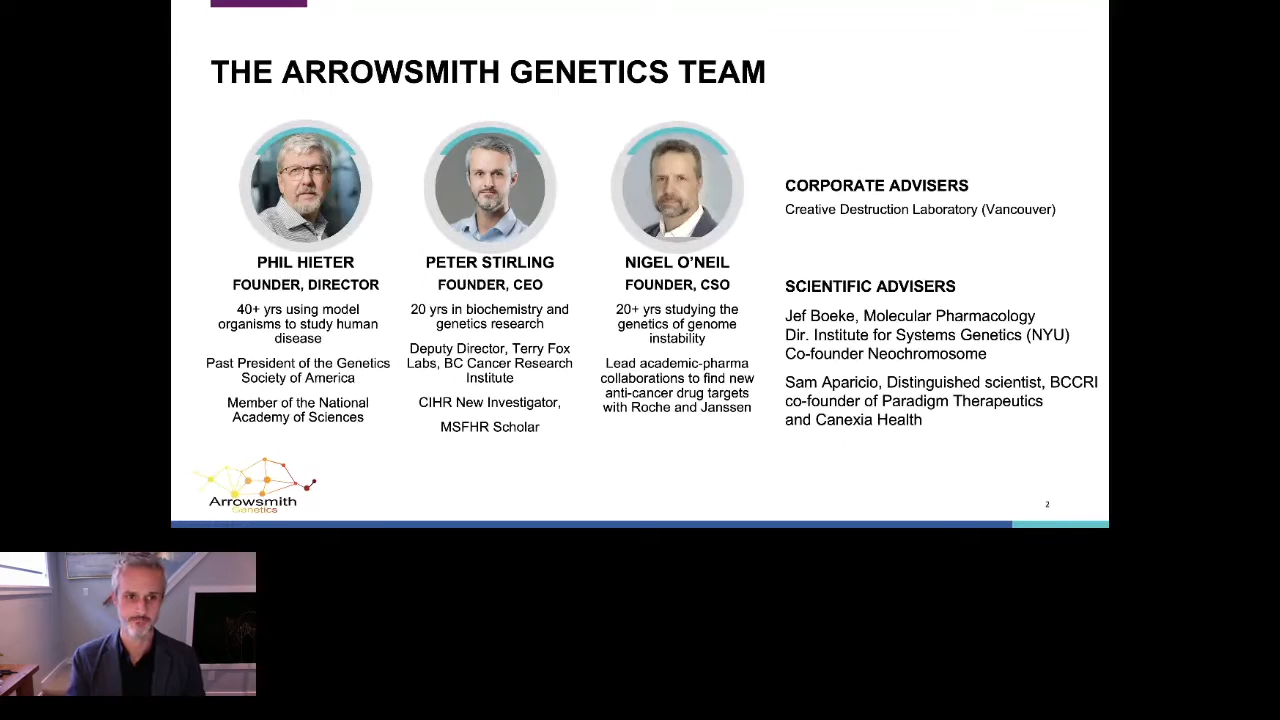 THE ARROWSMITH GENETICS TEAM
PHIL HIETER
FOUNDER, DIRECTOR
40+ yrs using model
organisms to study human
disease
Past President of the Genetics
Society of America
Member of the National
Academy of Sciences
PETER STIRLING
FOUNDER, CEO
20 yrs in biochemistry and
genetics research
Deputy Director, Terry Fox
Labs, BC Cancer Research
Institute
CIHR New Investigator,
MSFHR Scholar
NIGEL O'NEIL
FOUNDER, CSO
20+ yrs studying the
genetics of genome
instability
Lead academic-pharma
collaborations to find new
anti-cancer drug targets
with Roche and Janssen
CORPORATE ADVISERS
Creative Destruction Laboratory (Vancouver)
SCIENTIFIC ADVISERS
Jef Boeke, Molecular Pharmacology
Dir. Institute for Systems Genetics (NYU)
Co-founder Neochromosome
Sam Aparicio, Distinguished scientist, BCCRI
co-founder of Paradigm Therapeutics
and Canexia Health
Arrowsmith
Genetics
2